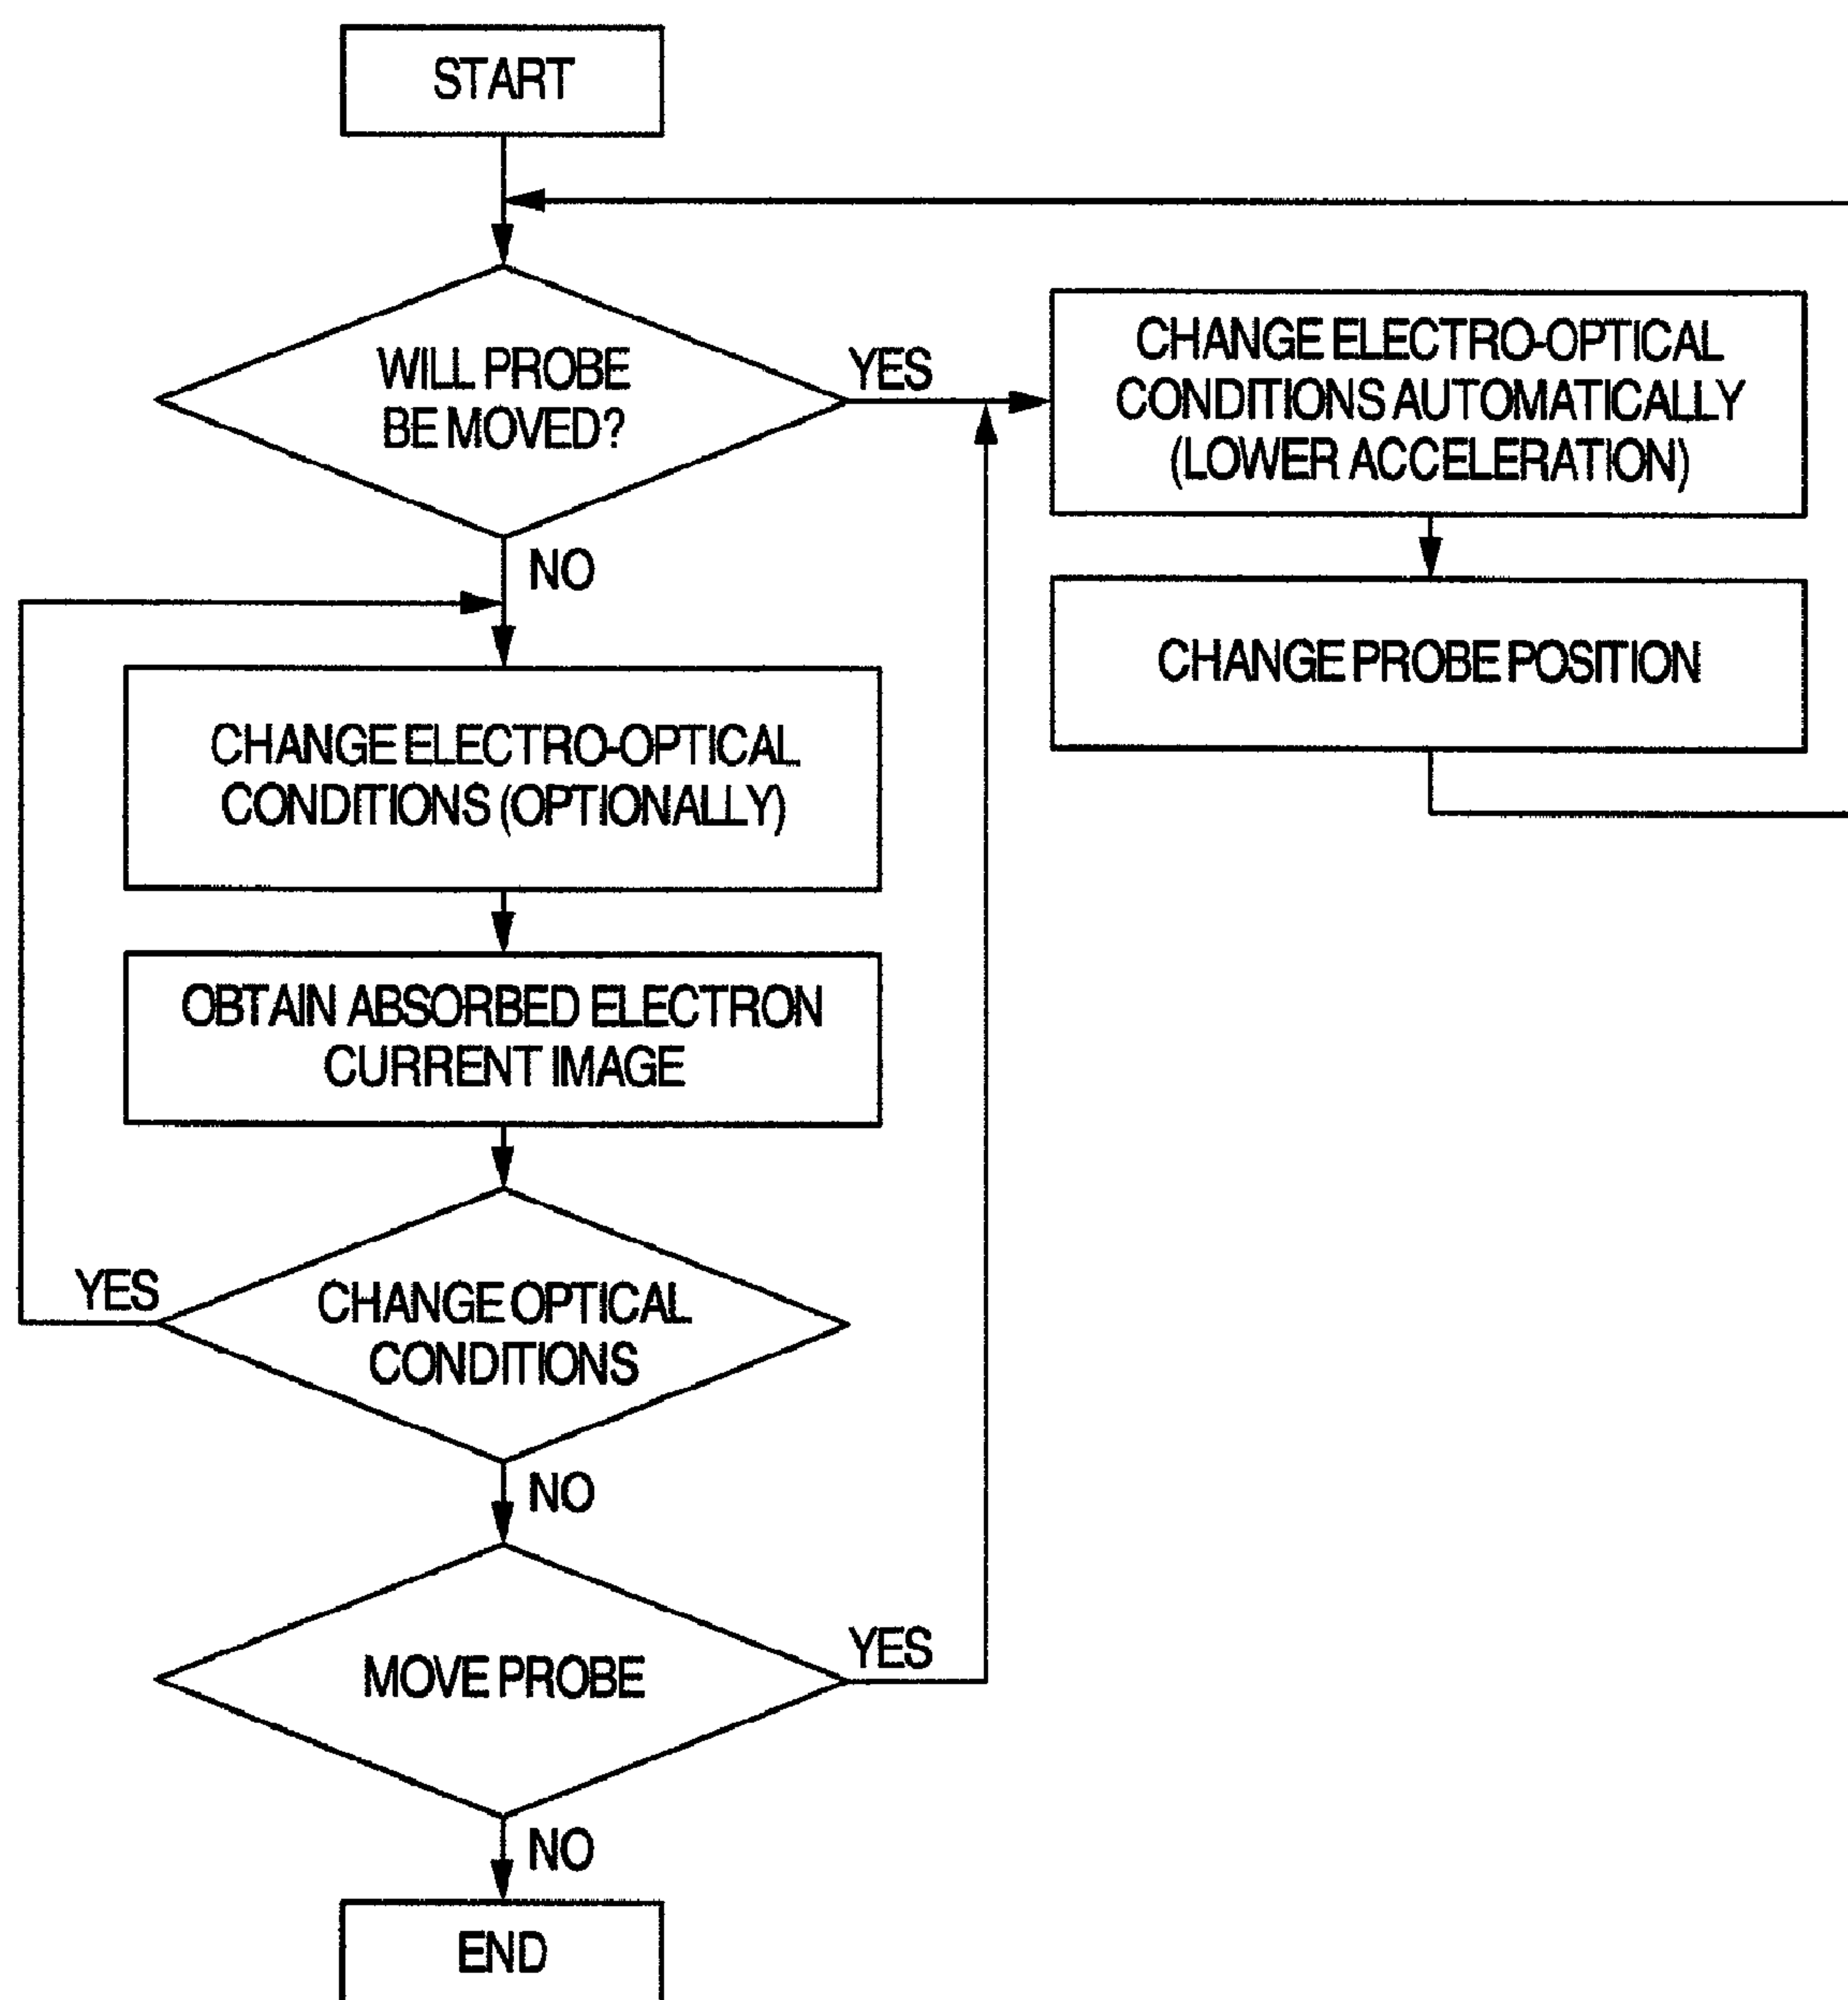 START
WILL PROBE
BE MOVED?
YES
NO
CHANGE ELECTRO-OPTICAL
CONDITIONS AUTOMATICALLY
(LOWER ACCELERATION)
CHANGE PROBE POSITION
CHANGE ELECTRO-OPTICAL
CONDITIONS (OPTIONALLY)
OBTAIN ABSORBED ELECTRON
CURRENT IMAGE
YES
CHANGE OPTICAL
CONDITIONS
NO
MOVE PROBE
YES
NO
END